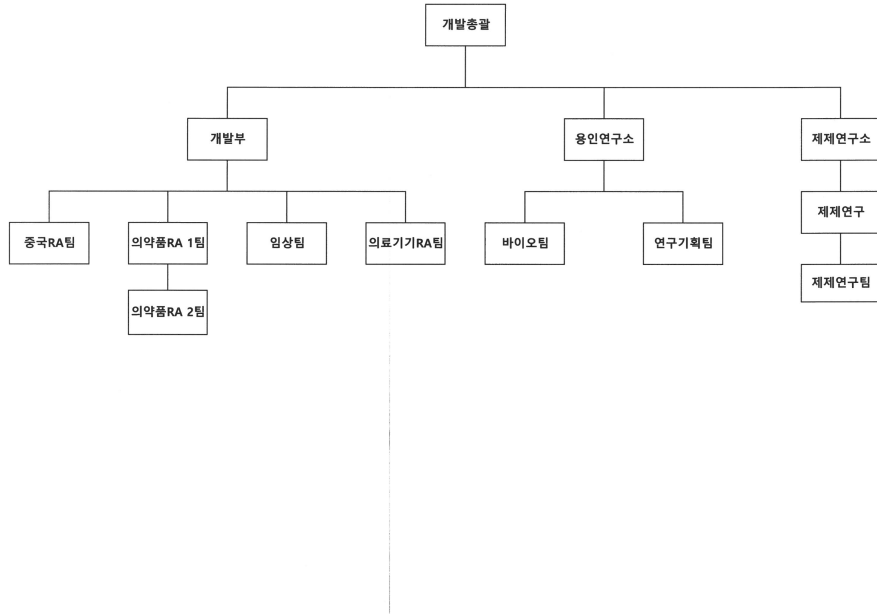 개발총괄
개발부
용인연구소
제제연구소
중국RA팀
의약품RA 1팀
임상팀
의료기기RA팀
바이오팀
연구기획팀
제제연구
의약품RA 2팀
제제연구팀